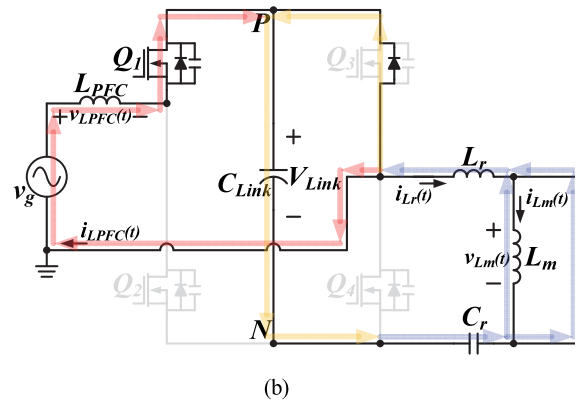 P
Q1
Q3
LPFC
+vLPFC(t)−
+
Lr
CLink
VLink
vg
iLr(t)
iLm(t)
−
+
iLPFC(t)
vLm(t)
Lm
−
Q2
Q4
Cr
N
(b)